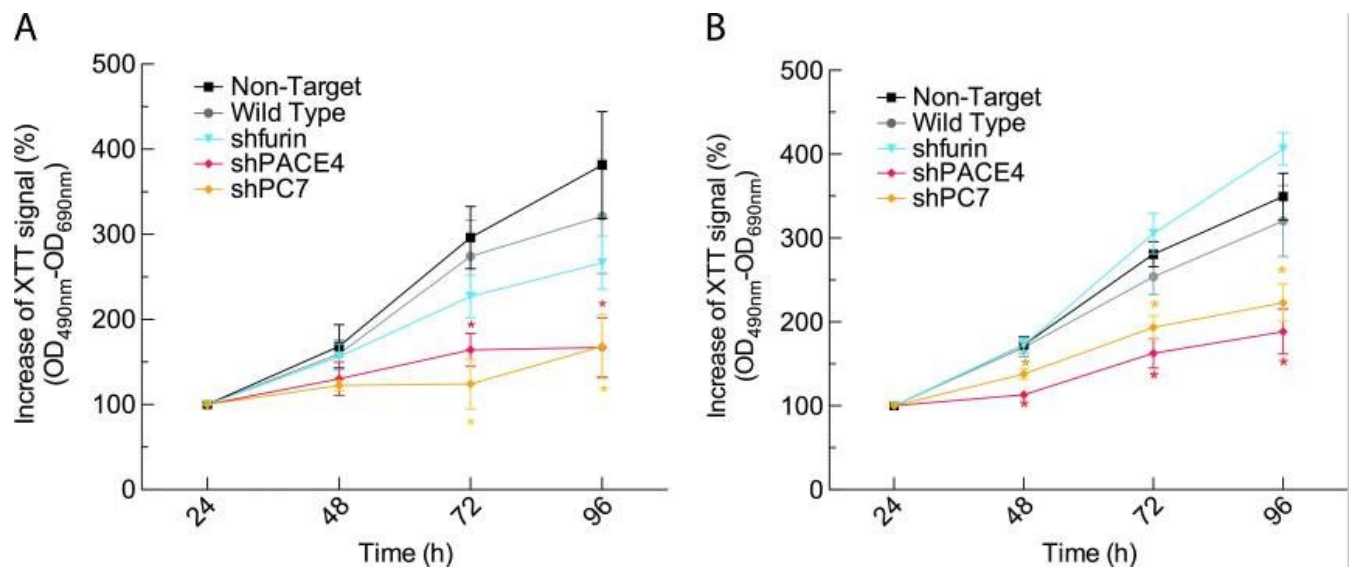 A
Increase of XTT signal (%)
(OD490nm-OD690nm)
500
400
300
200
100
0
Non-Target
Wild Type
shfurin
shPACE4
shPC7
*
*
*
*
24
48
72
96
Time (h)
B
Increase of XTT signal (%)
(OD490nm-OD690nm)
500
400
300
200
100
0
Non-Target
Wild Type
shfurin
shPACE4
shPC7
*
*
*
*
*
*
24
48
72
96
Time (h)